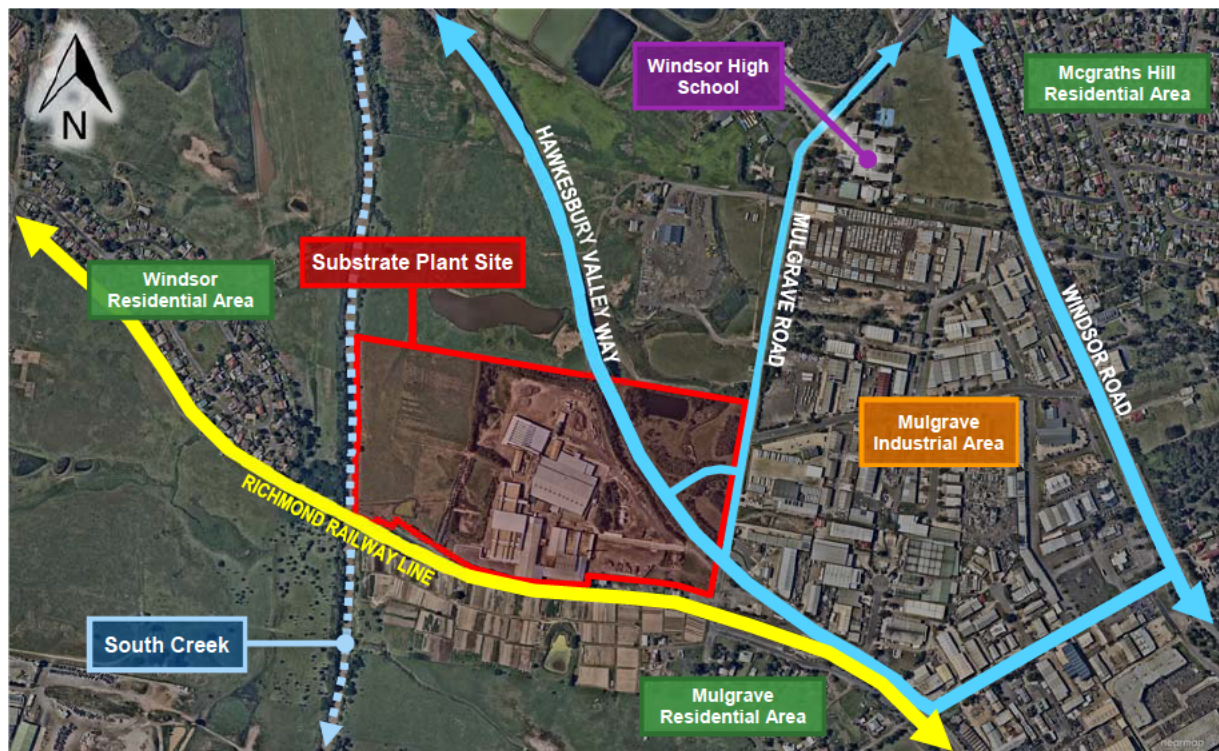 N
Windsor High
School
Mcgraths Hill
Residential Area
HAWKESBURY VALLEY WAY
MULGRAVE ROAD
WINDSOR ROAD
Substrate Plant Site
Windsor
Residential Area
Mulgrave
Industrial Area
RICHMOND RAILWAY LINE
South Creek
Mulgrave
Residential Area
nearmap